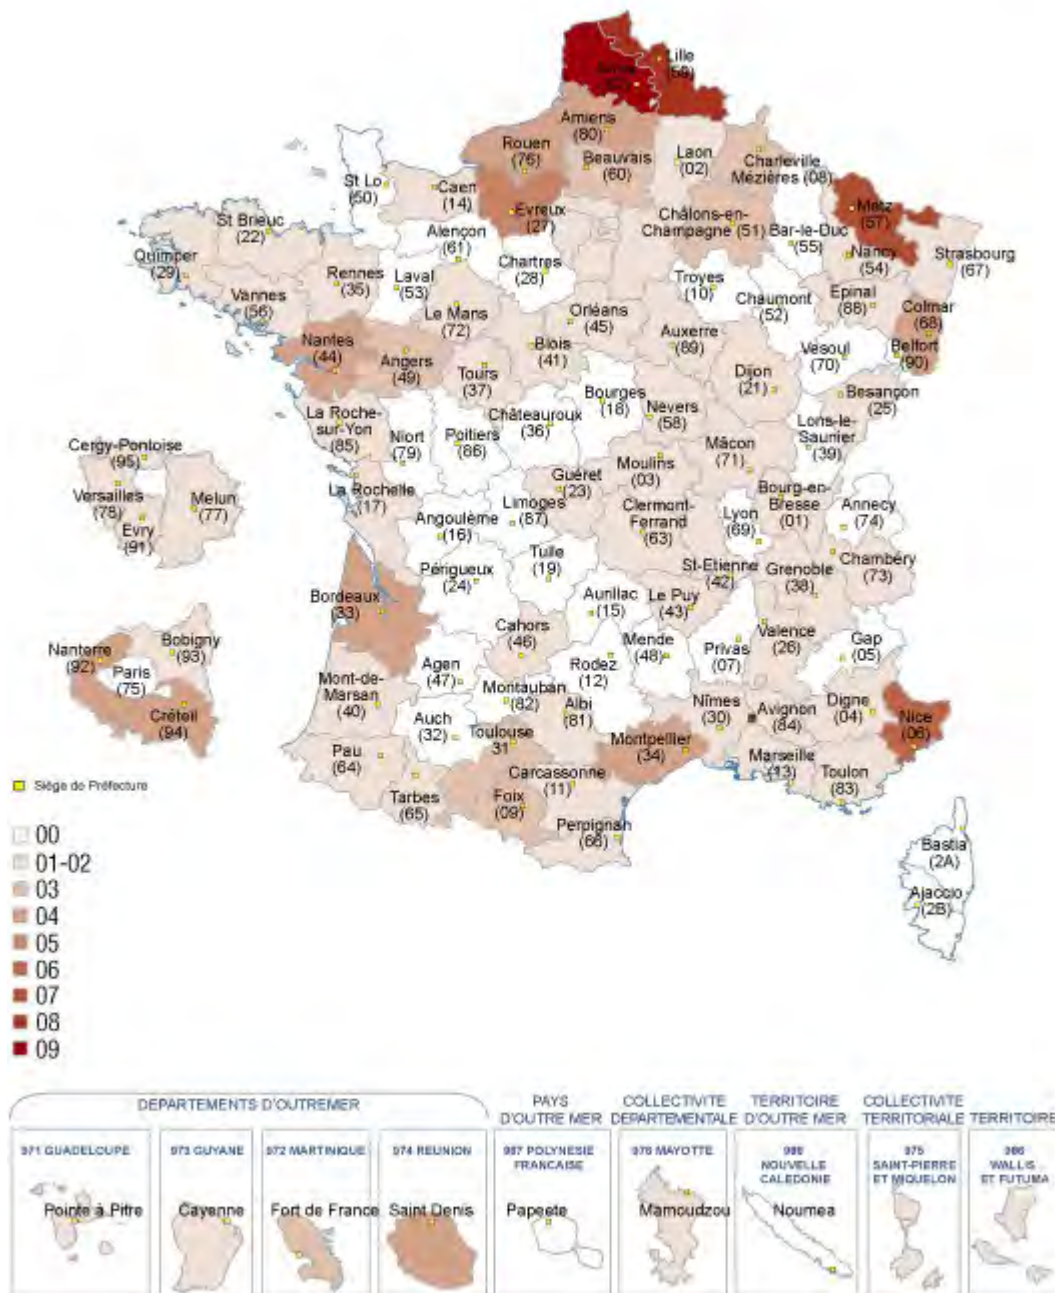 Lille
(59)
Amiens
(80)
Rouen
(76)
Beauvais
(60)
Laon
(02)
Charleville
Mézières (08)
St Lo
(50)
Caen
(14)
Evreux
(27)
Metz
(57)
Châlons-en-
Champagne (51)
Bar-le-Duc
(55)
Nancy
(54)
Strasbourg
(67)
St Brieuc
(22)
Alençon
(61)
Quimper
(29)
Rennes
(35)
Laval
(53)
Chartres
(28)
Troyes
(10)
Chaumont
(52)
Epinal
(88)
Colmar
(68)
Vannes
(56)
Le Mans
(72)
Orléans
(45)
Auxerre
(89)
Vesoul
(70)
Belfort
(90)
Nantes
(44)
Angers
(49)
Tours
(37)
Blois
(41)
Dijon
(21)
Besançon
(25)
Bourges
(18)
Nevers
(58)
La Roche-
sur-Yon
(85)
Niort
(79)
Poitiers
(86)
Châteauroux
(36)
Lons-le-
Saunier
(39)
Mâcon
(71)
Moulins
(03)
Cergy-Pontoise
(95)
Versailles
(78)
Melun
(77)
Evry
(91)
La Rochelle
(17)
Guéret
(23)
Limoges
(87)
Angoulème
(16)
Clermont-
Ferrand
(63)
Lyon
(69)
Bourg-en-
Bresse
(01)
Annecy
(74)
Chambéry
(73)
Périgueux
(24)
Tulle
(19)
St-Etienne
(42)
Grenoble
(38)
Bordeaux
(33)
Aurillac
(15)
Le Puy
(43)
Nanterre
(92)
Bobigny
(93)
Paris
(75)
Créteil
(94)
Cahors
(46)
Mende
(48)
Privas
(07)
Valence
(26)
Gap
(05)
Agen
(47)
Rodez
(12)
Mont-de-
Marsan
(40)
Montauban
(82)
Albi
(81)
Nîmes
(30)
Avignon
(84)
Digne
(04)
Nice
(06)
Auch
(32)
Toulouse
31
Montpellier
(34)
Pau
(64)
Carcassonne
(11)
Marseille
(13)
Toulon
(83)
Tarbes
(65)
Foix
(09)
Perpignan
(66)
Bastia
(2A)
Ajaccio
(2B)
Siège de Préfecture
00
01-02
03
04
05
06
07
08
09
DEPARTEMENTS D'OUTREMER
PAYS
D'OUTRE MER
COLLECTIVITE
DEPARTEMENTALE
TERRITOIRE
D'OUTRE MER
COLLECTIVITE
TERRITORIALE
TERRITOIRE
971 GUADELOUPE
973 GUYANE
972 MARTINIQUE
974 REUNION
987 POLYNESIE
FRANCAISE
976 MAYOTTE
NOUVELLE
CALEDONIE
975
SAINT-PIERRE
ET MIQUELON
WALLIS
ET FUTUMA
Pointe à Pitre
Cayenne
Fort de France
Saint Denis
Papeete
Mamoudzou
Noumea